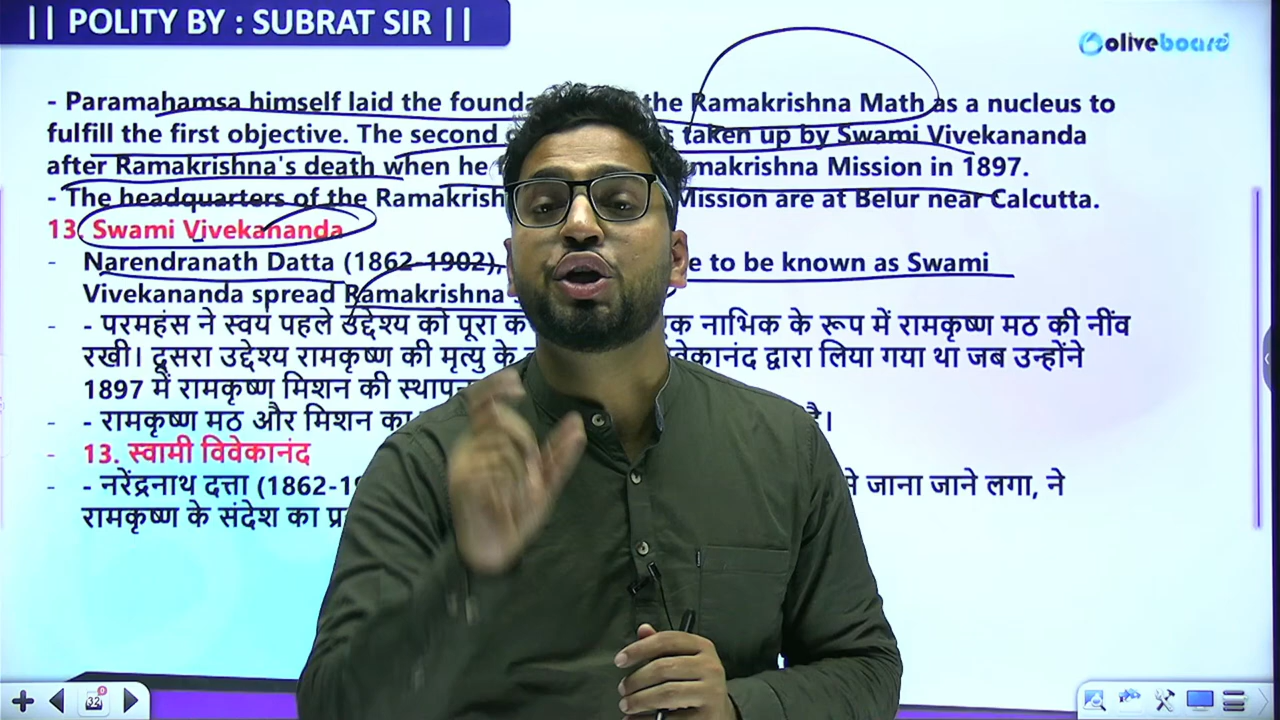 || POLITY BY : SUBRAT SIR ||
oliveboard
- Paramahamsa himself laid the founda the Ramakrishna Math as a nucleus to
fulfill the first objective. The second taken up by Swami Vivekananda
after Ramakrishna's death when he Mission in 1897.
- The headquarters of the Mission are at Belur near Calcutta.
13. Swami Vivekananda
- Narendranath Datta (1862-1902), to be known as Swami
Vivekananda spread Ramakrishna
- - परमहंस ने स्वयं पहले उद्देश्य को पूरा नाभिक के रूप में रामकृष्ण मठ की नींव
रखी। दूसरा उद्देश्य रामकृष्ण की मृत्यु के द्वारा लिया गया था जब उन्होंने
1897 में रामकृष्ण मिशन की
- - रामकृष्ण मठ और मिशन का है।
- 13. स्वामी विवेकानंद
- - नरेंद्रनाथ दत्ता (1862- जाना जाने लगा, ने
रामकृष्ण के संदेश का
32